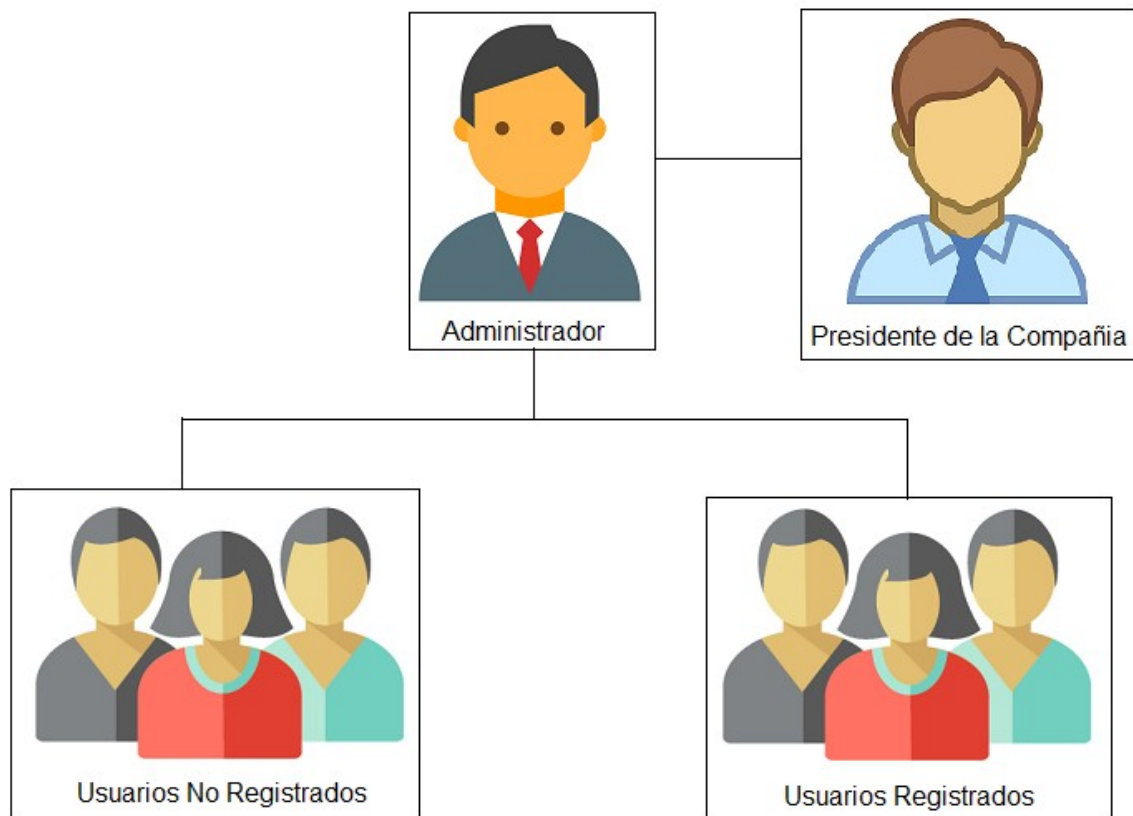 Administrador
Presidente de la Compañia
Usuarios No Registrados
Usuarios Registrados